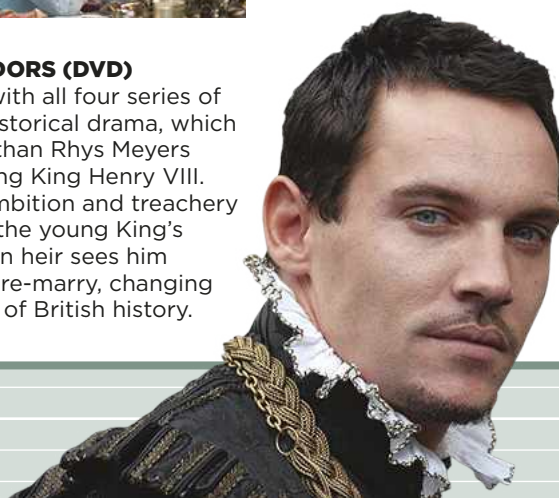 DORS (DVD)
with all four series of
storical drama, which
than Rhys Meyers
ng King Henry VIII.
mbition and treachery
the young King's
n heir sees him
re-marry, changing
of British history.